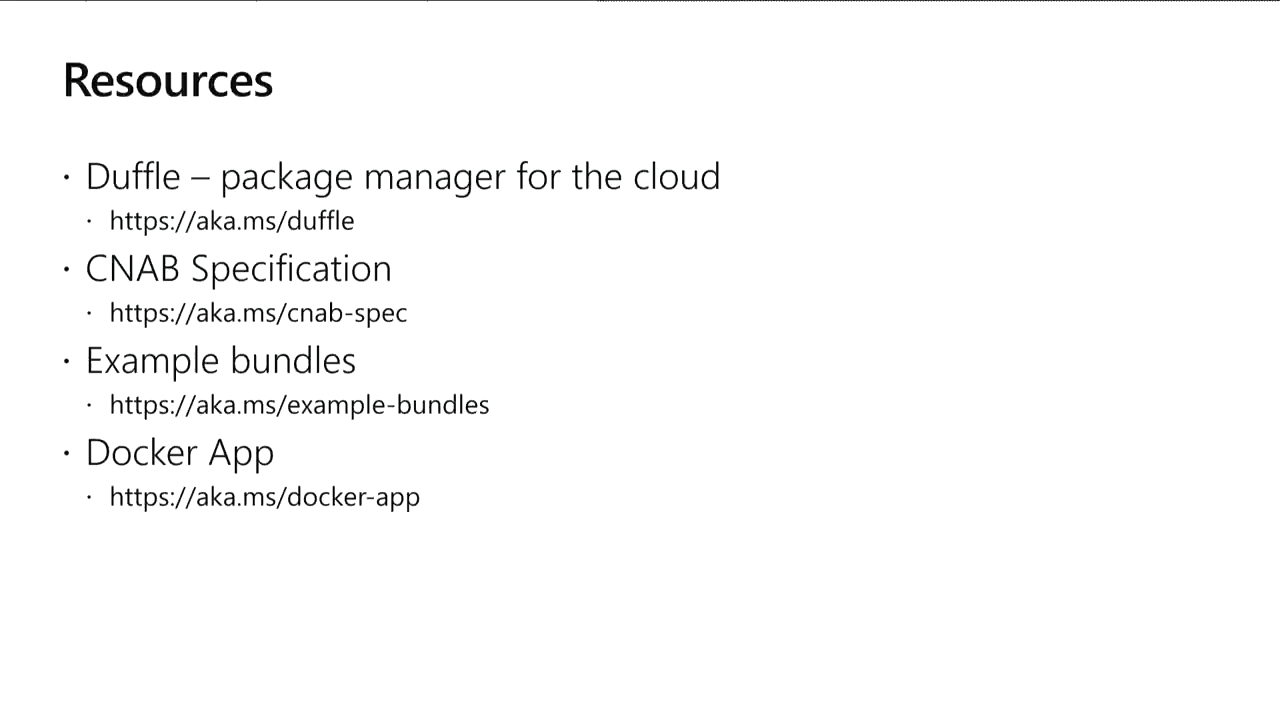 Resources
· Duffle – package manager for the cloud
· https://aka.ms/duffle
· CNAB Specification
· https://aka.ms/cnab-spec
· Example bundles
· https://aka.ms/example-bundles
· Docker App
· https://aka.ms/docker-app